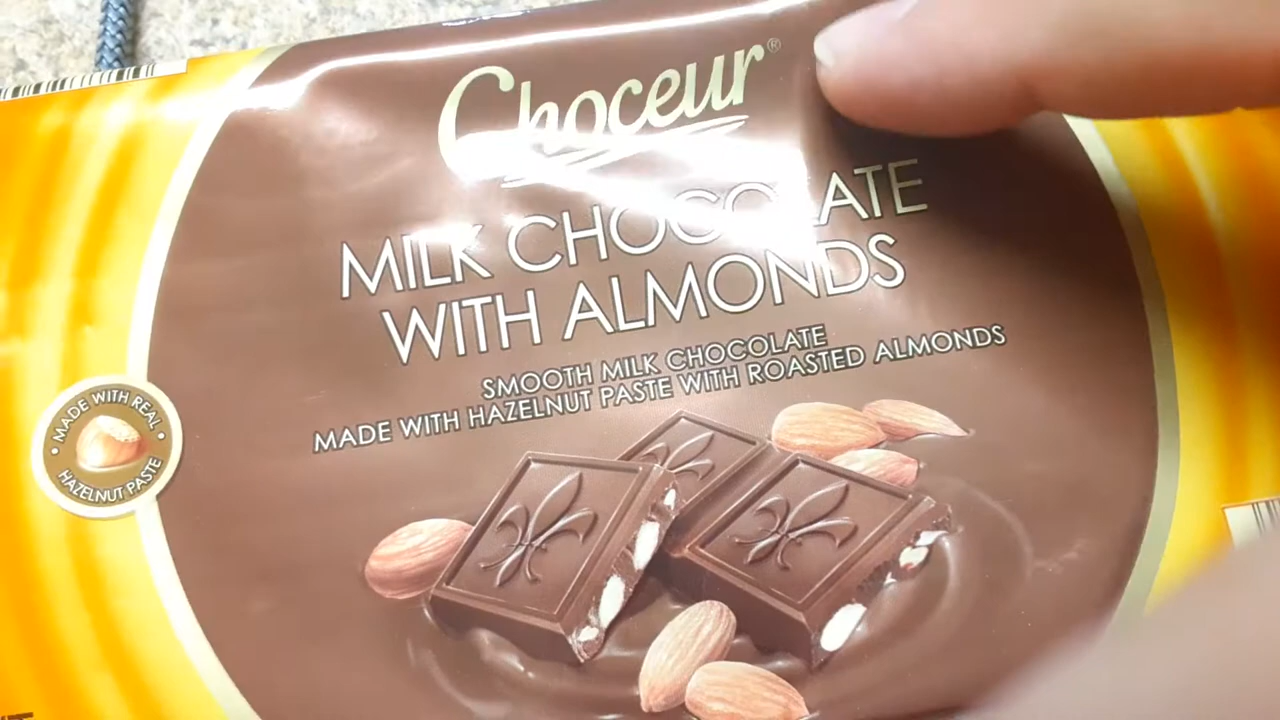 Choceur®
MILK CHOCOLATE
WITH ALMONDS
SMOOTH MILK CHOCOLATE
MADE WITH HAZELNUT PASTE WITH ROASTED ALMONDS
• MADE WITH REAL •
HAZELNUT PASTE